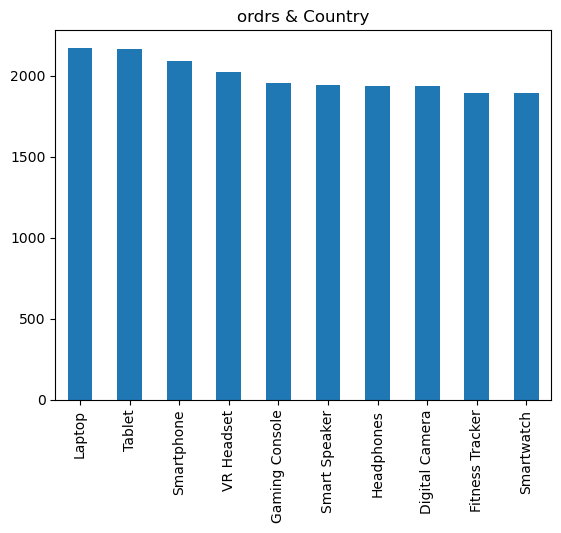 ordrs & Country
2000
1500
1000
500
0
Laptop
Tablet
Smartphone
VR Headset
Gaming Console
Smart Speaker
Headphones
Digital Camera
Fitness Tracker
Smartwatch